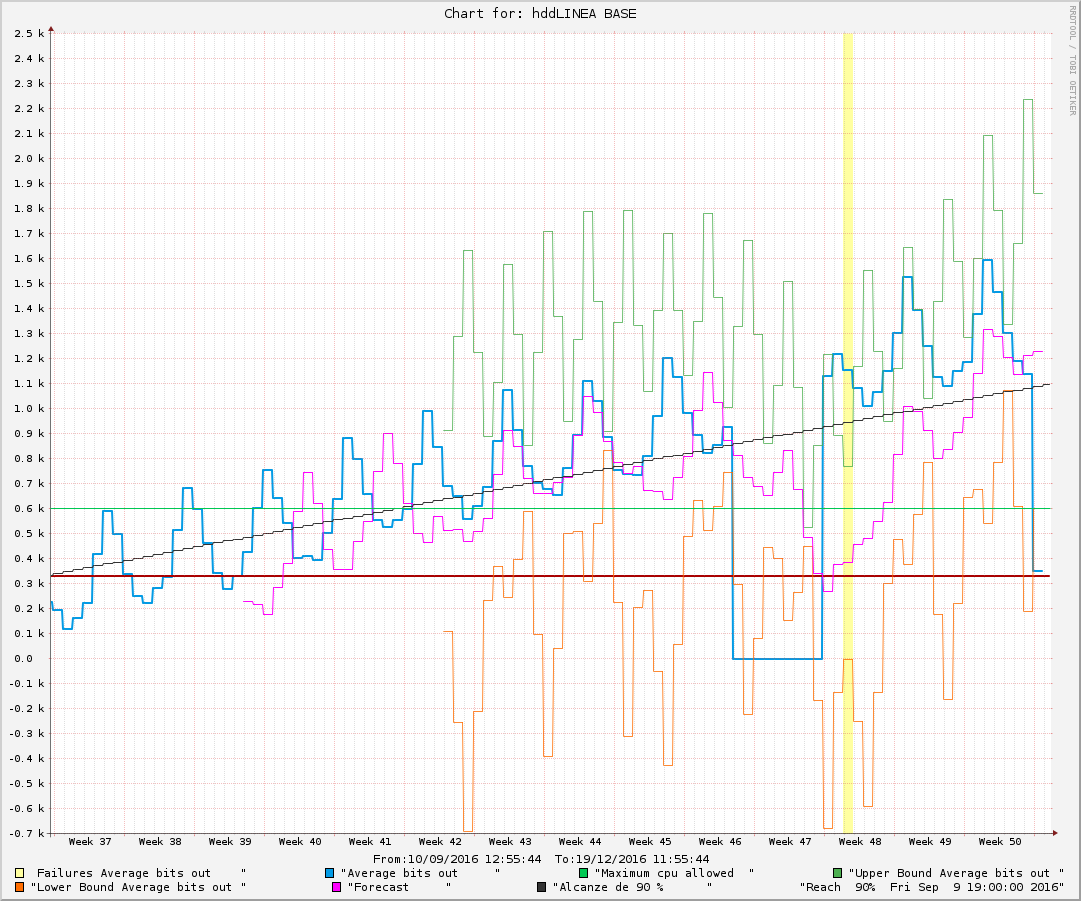 Chart for: hddLINEA BASE
RRDTOOL / TOBI OETIKER
2.5 k
2.4 k
2.3 k
2.2 k
2.1 k
2.0 k
1.9 k
1.8 k
1.7 k
1.6 k
1.5 k
1.4 k
1.3 k
1.2 k
1.1 k
1.0 k
0.9 k
0.8 k
0.7 k
0.6 k
0.5 k
0.4 k
0.3 k
0.2 k
0.1 k
0.0
-0.1 k
-0.2 k
-0.3 k
-0.4 k
-0.5 k
-0.6 k
-0.7 k
Week 37 Week 38 Week 39 Week 40 Week 41 Week 42 Week 43 Week 44 Week 45 Week 46 Week 47 Week 48 Week 49 Week 50
From:10/09/2016 12:55:44 To:19/12/2016 11:55:44
Failures Average bits out " "Average bits out " "Maximum cpu allowed " "Upper Bound Average bits out "
"Lower Bound Average bits out " "Forecast " "Alcanze de 90 % " "Reach 90% Fri Sep 9 19:00:00 2016"